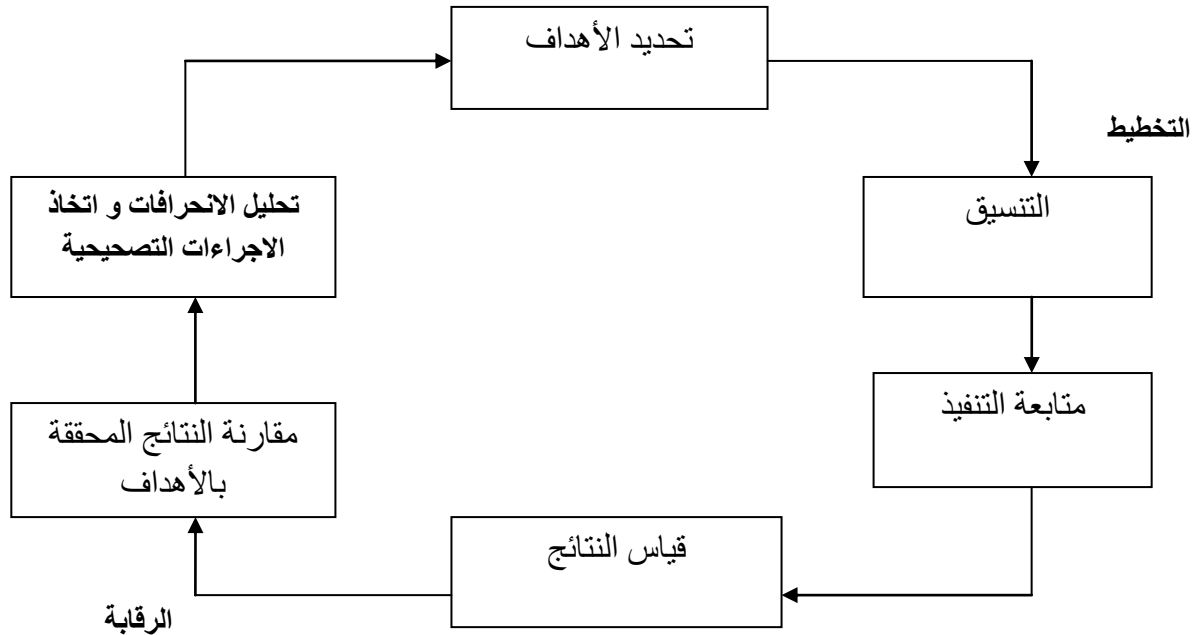 تحديد الأهداف
التخطيط
التنسيق
متابعة التنفيذ
قياس النتائج
الرقابة
مقارنة النتائج المحققة
بالأهداف
تحليل الانحرافات و اتخاذ
الاجراءات التصحيحية